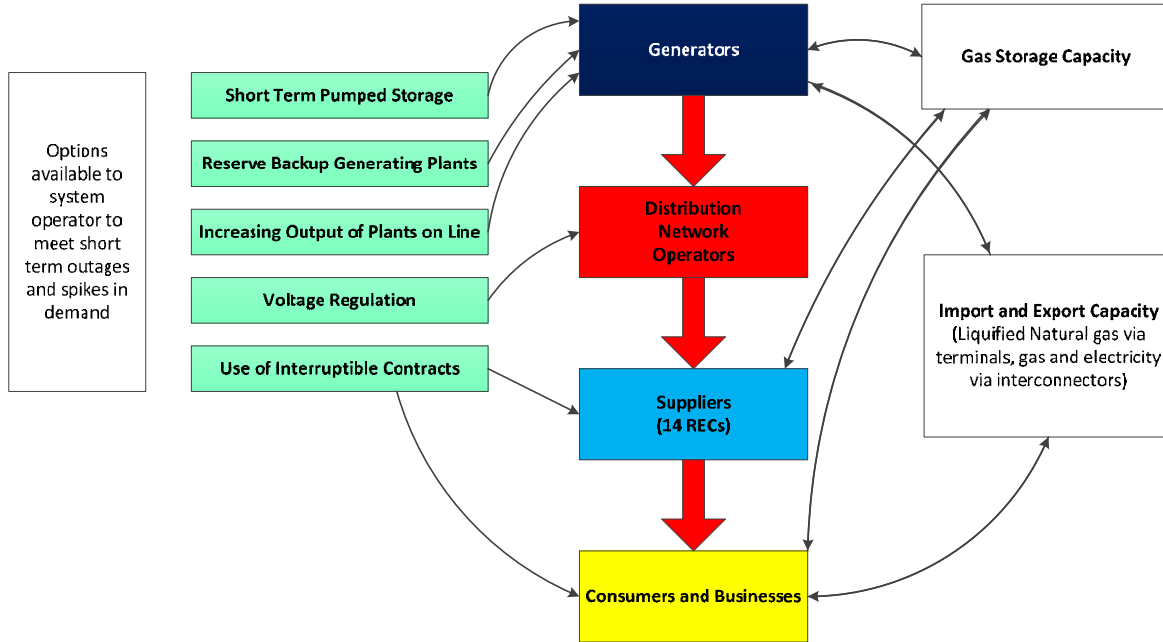 Options
available to
system
operator to
meet short
term outages
and spikes in
demand
Short Term Pumped Storage
Reserve Backup Generating Plants
Increasing Output of Plants on Line
Voltage Regulation
Use of Interruptible Contracts
Generators
Distribution
Network
Operators
Suppliers
(14 RECs)
Consumers and Businesses
Gas Storage Capacity
Import and Export Capacity
(Liquified Natural gas via
terminals, gas and electricity
via interconnectors)